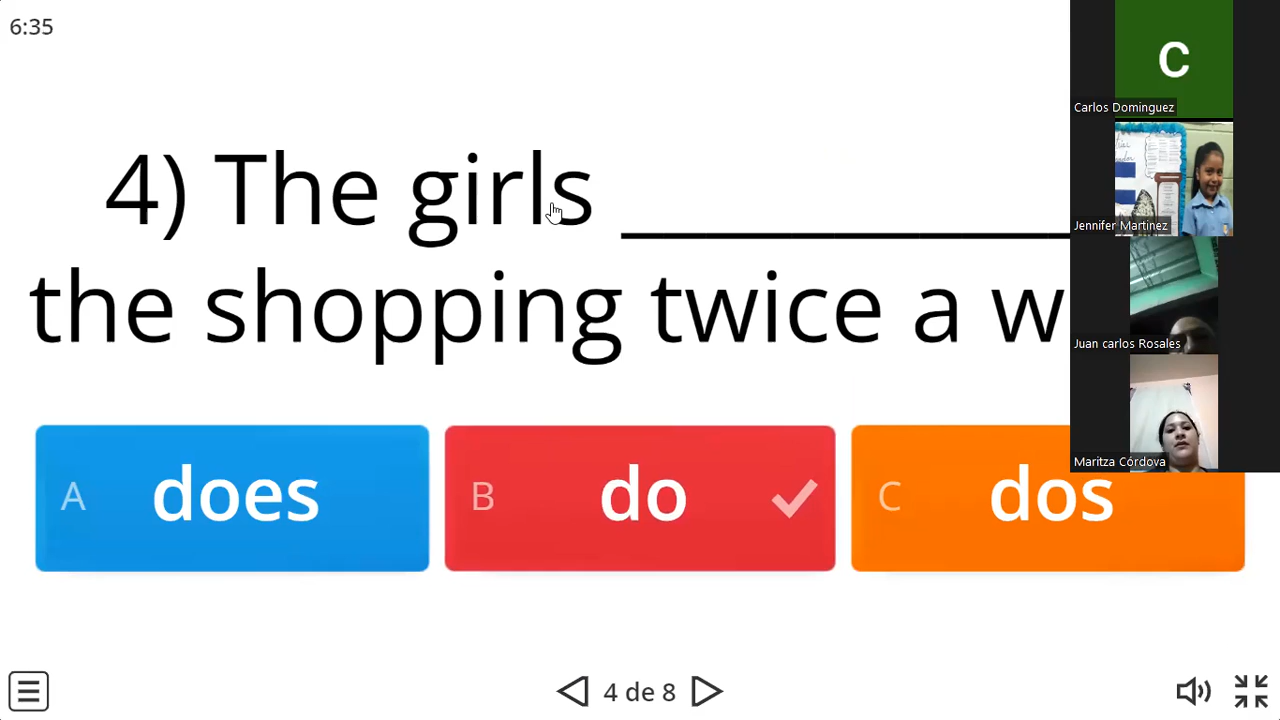 6:35
C
Carlos Dominguez
4) The girls ____________
the shopping twice a w
Jennifer Martinez
Juan carlos Rosales
Maritza Córdova
A does
B do ✓
C dos
4 de 8